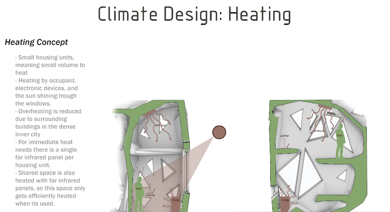 Climate Design: Heating
Heating Concept
- Small housing units,
meaning small volume to
heat
- Heating by occupant,
electronic devices, and
the sun shining trough
the windows.
- Overheating is reduced
due to surrounding
buildings in the dense
inner city
- For immediate heat
needs there is a single
far infrared panel per
housing unit.
- Shared space is also
heated with far infrared
panels, so this space only
gets efficiently heated
when its used.